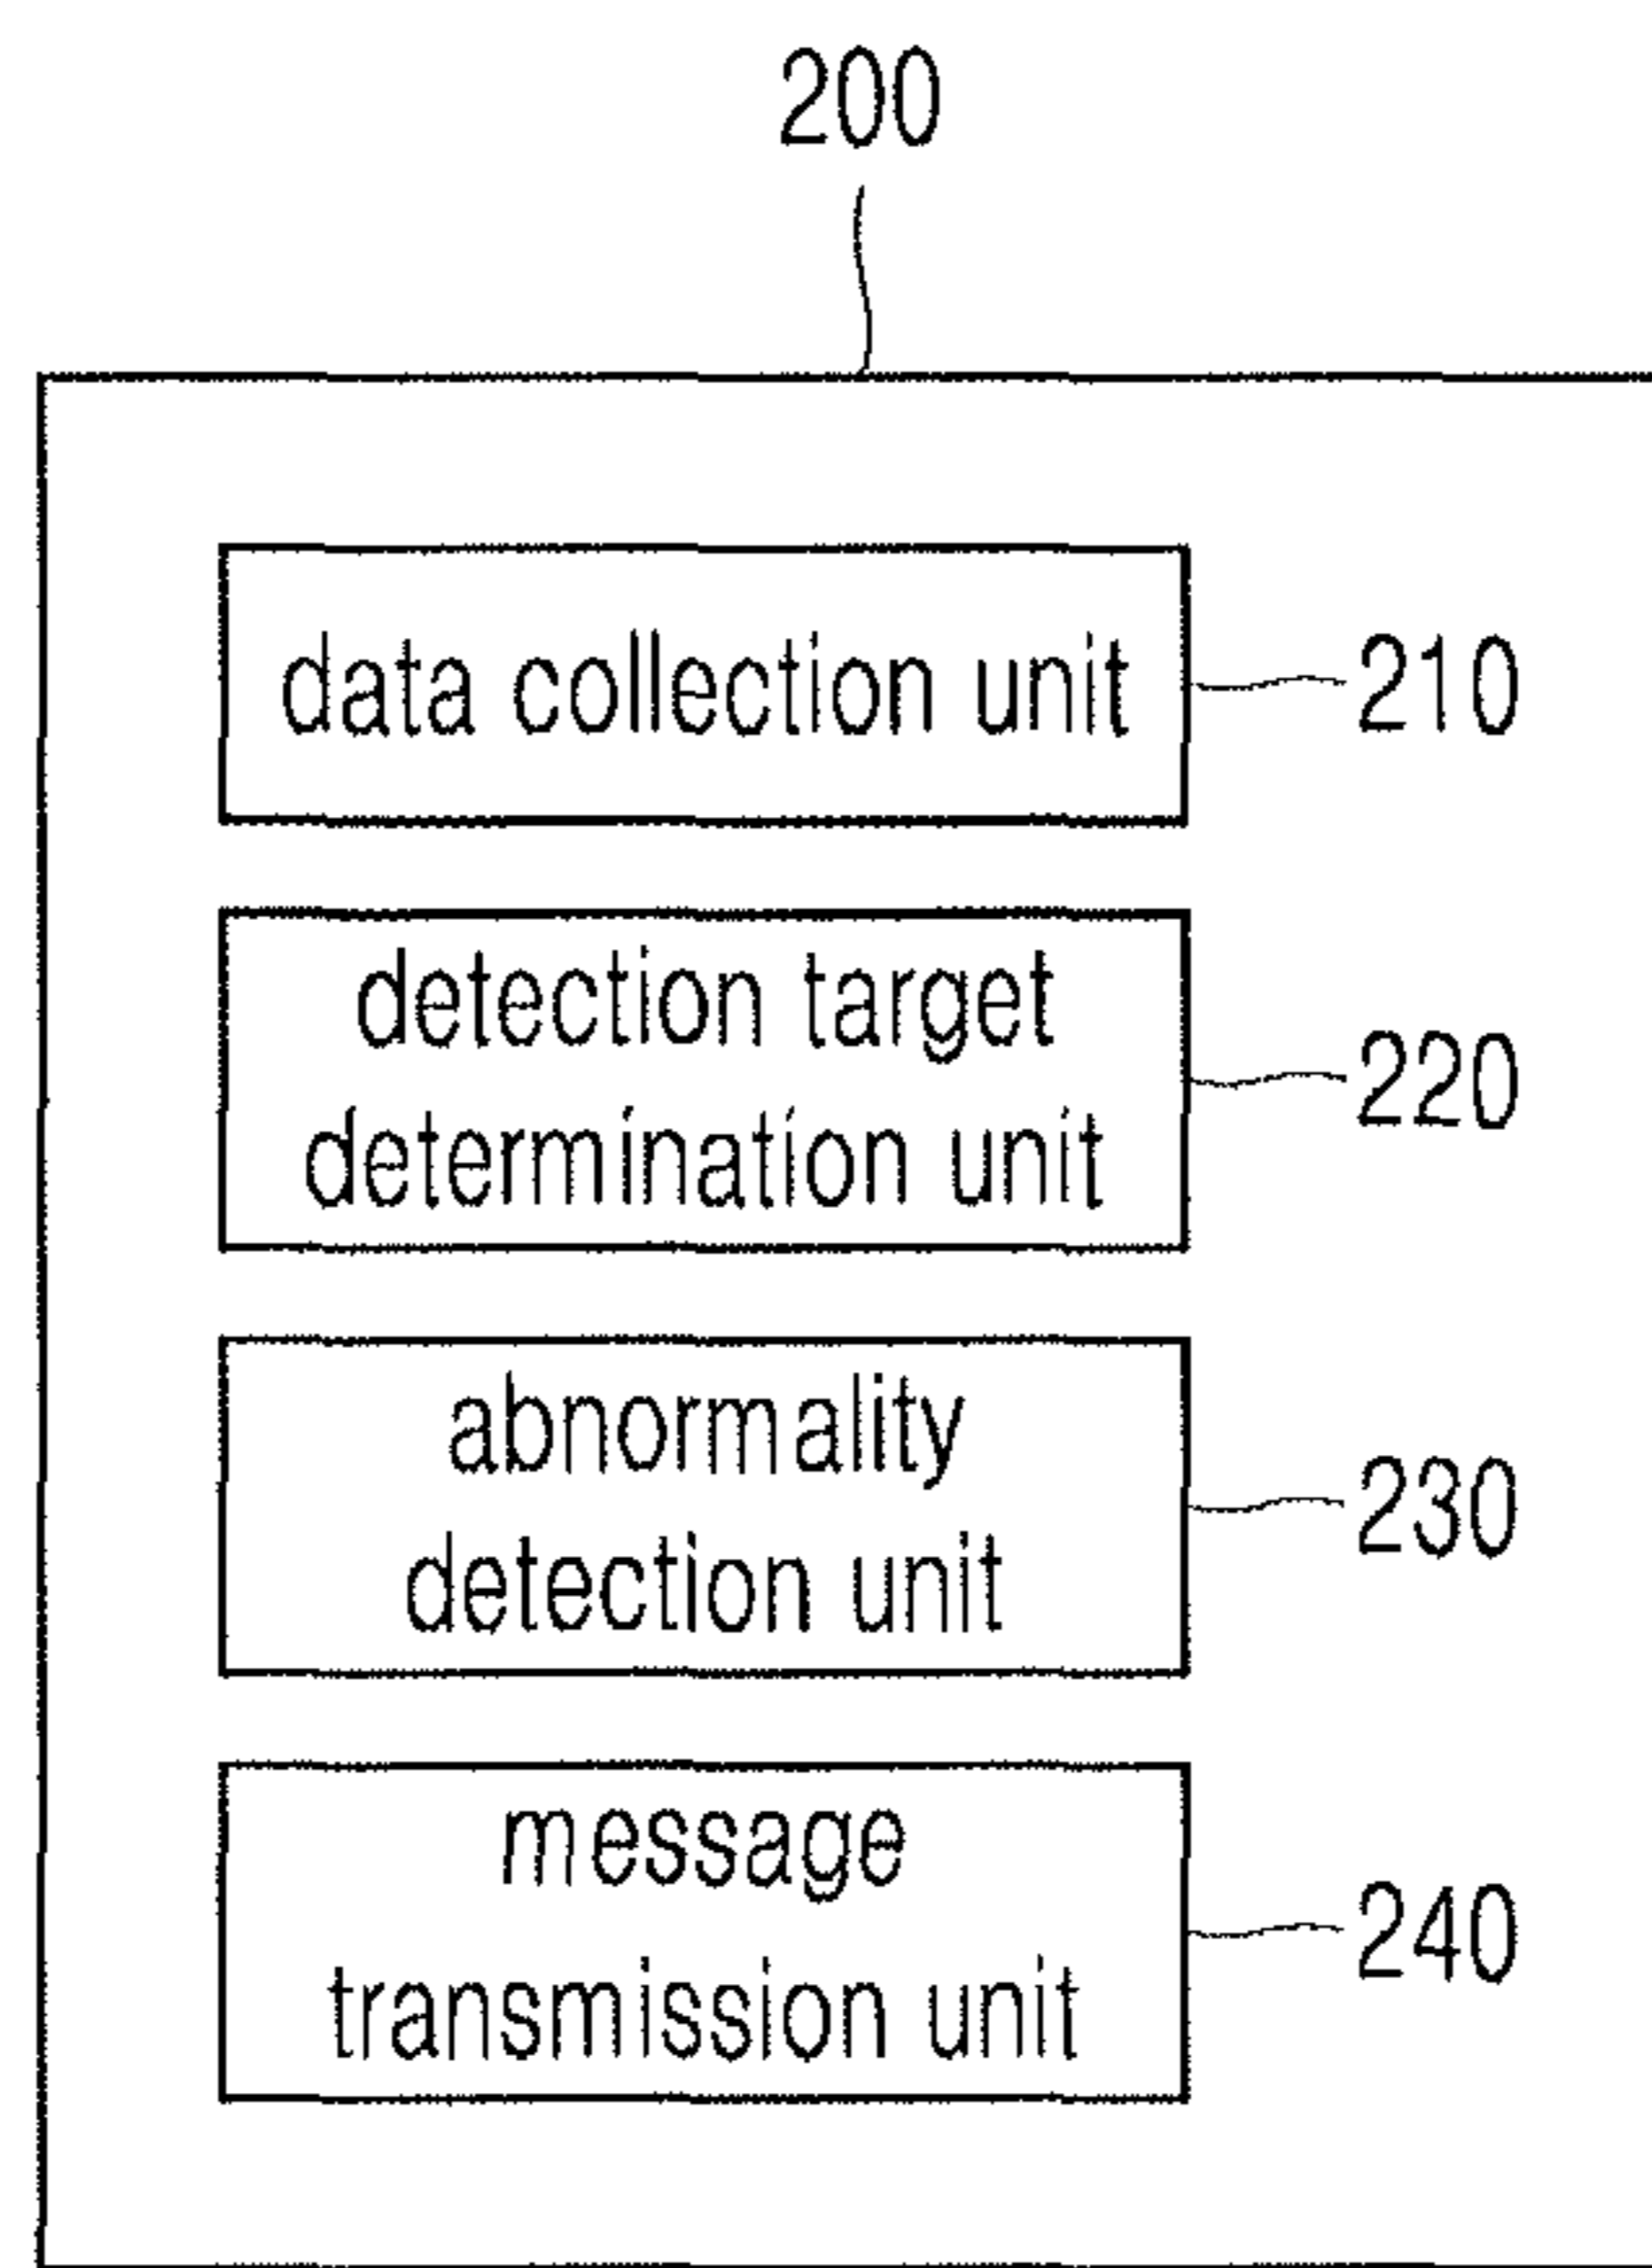 200
data collection unit
210
detection target
determination unit
220
abnormality
detection unit
230
message
transmission unit
240